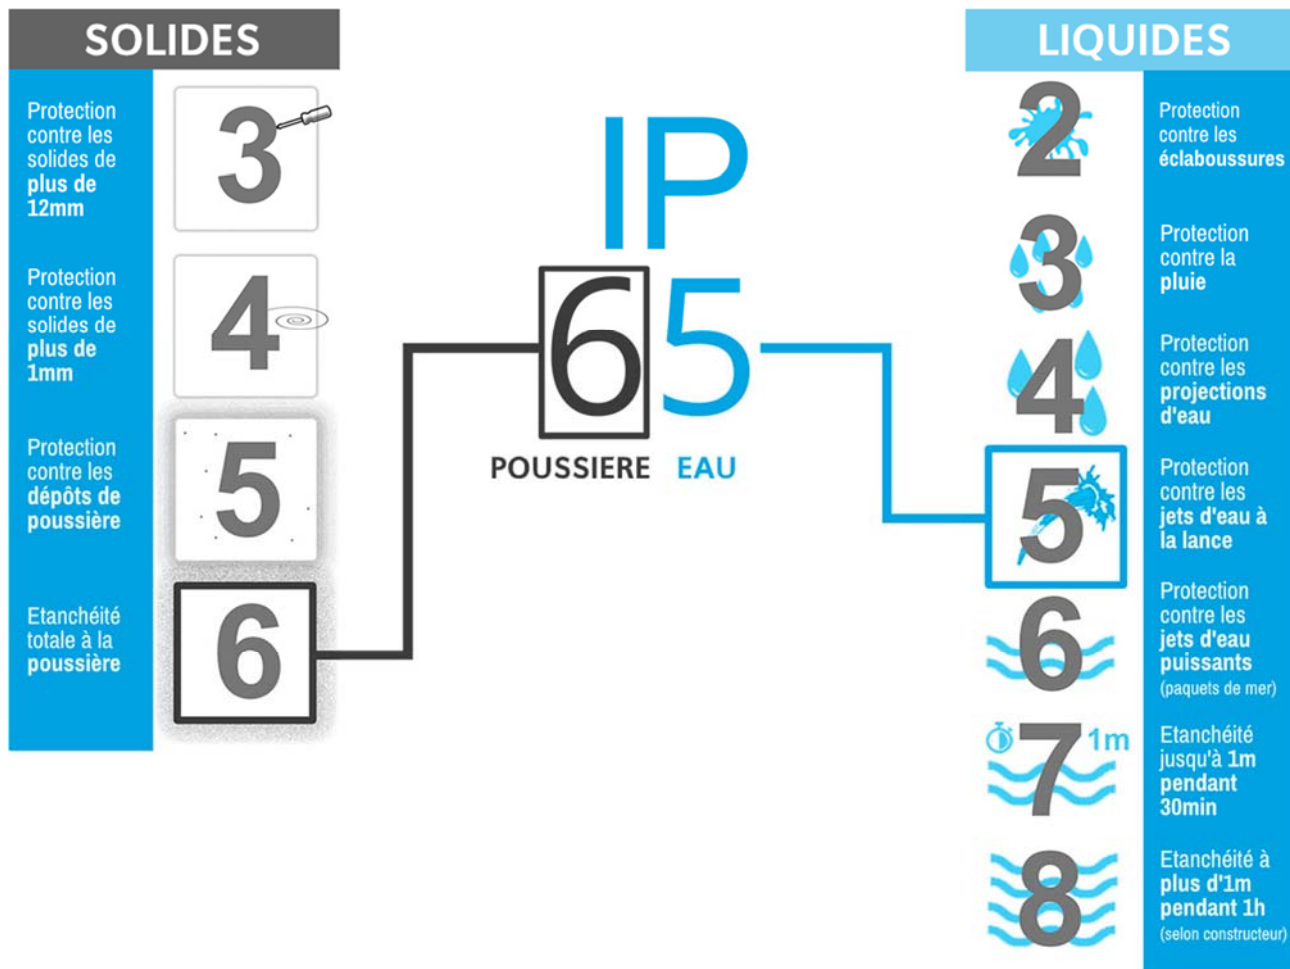 SOLIDES
Protection
contre les
solides de
plus de
12mm
3
Protection
contre les
solides de
plus de
1mm
4
Protection
contre les
dépôts de
poussière
5
Etanchéité
totale à la
poussière
6
IP
65
POUSSIERE EAU
LIQUIDES
2
Protection
contre les
éclaboussures
3
Protection
contre la
pluie
4
Protection
contre les
projections
d'eau
5
Protection
contre les
jets d'eau à
la lance
6
Protection
contre les
jets d'eau
puissants
(paquets de mer)
7 1m
Etanchéité
jusqu'à 1m
pendant
30min
8
Etanchéité à
plus d'1m
pendant 1h
(selon constructeur)